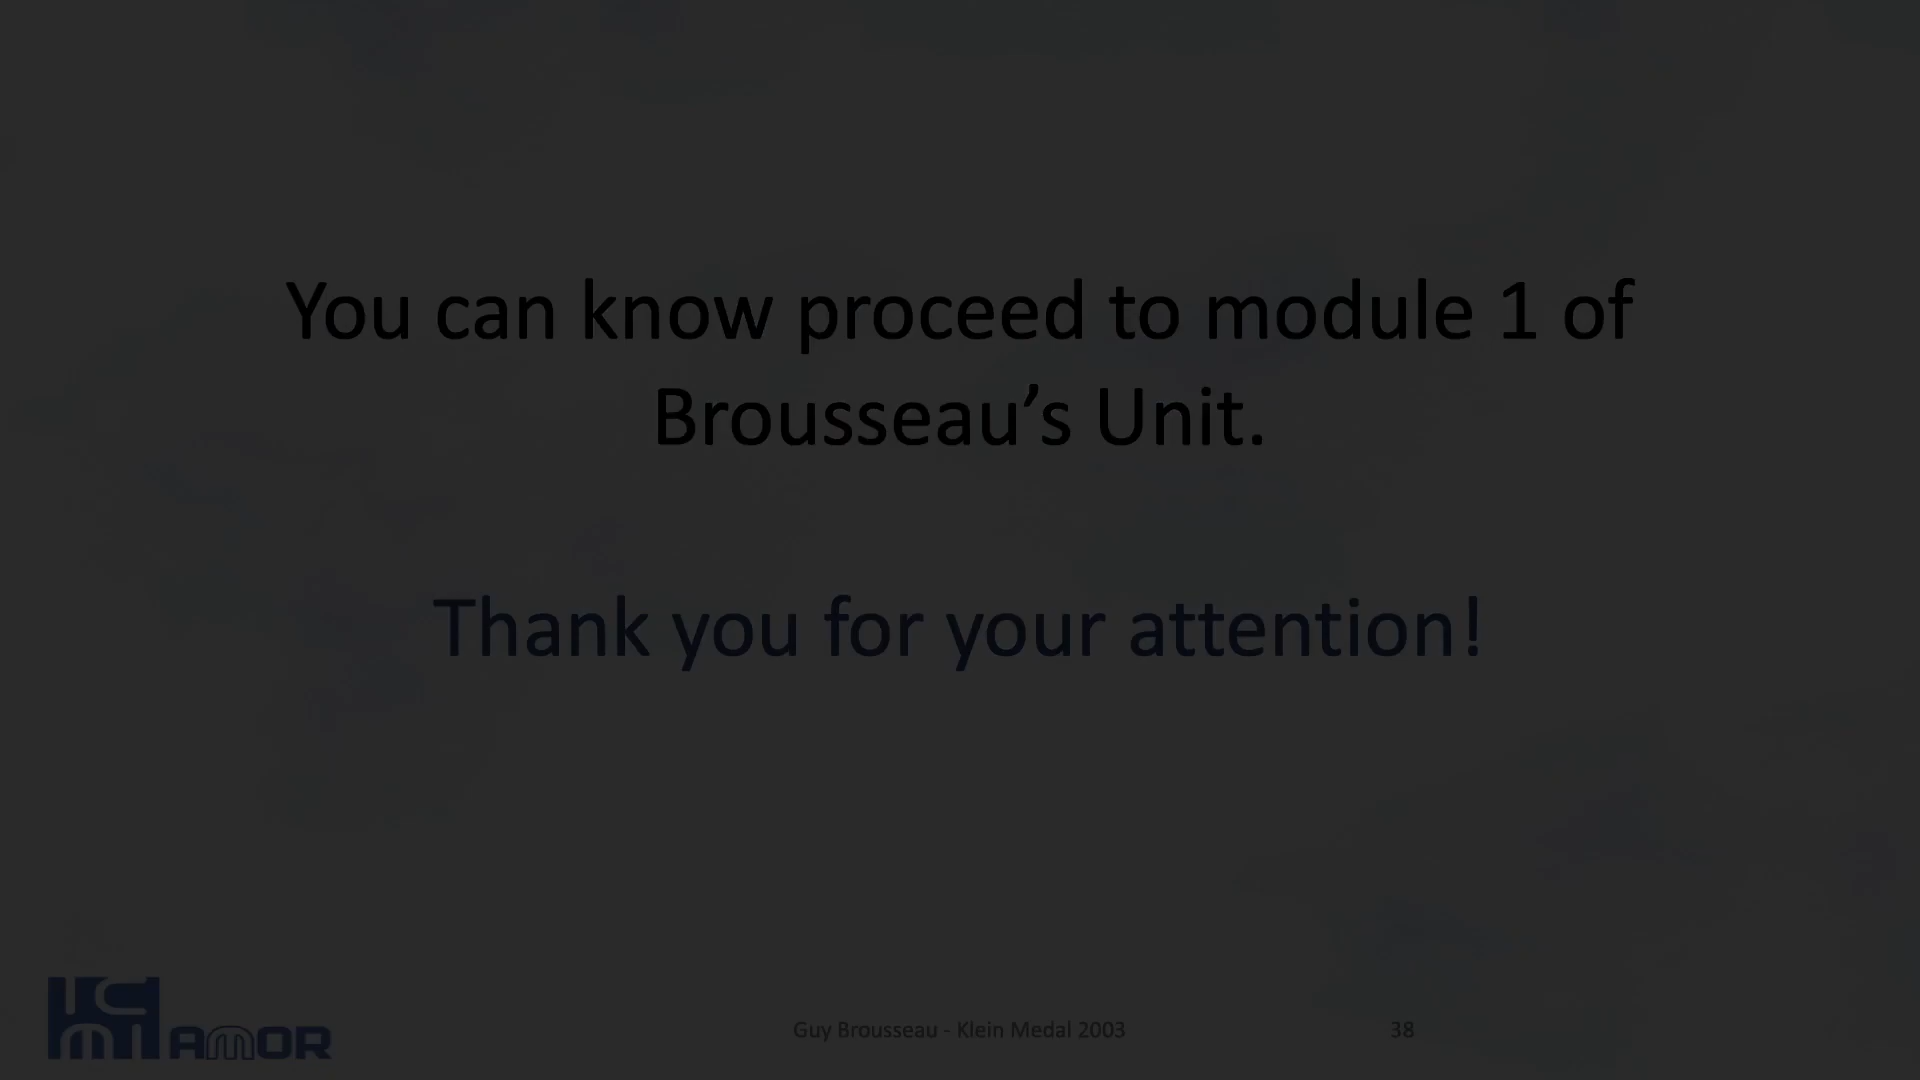 You can know proceed to module 1 of
Brousseau’s Unit.
Thank you for your attention!
ICMI AMOR
Guy Brousseau - Klein Medal 2003
38